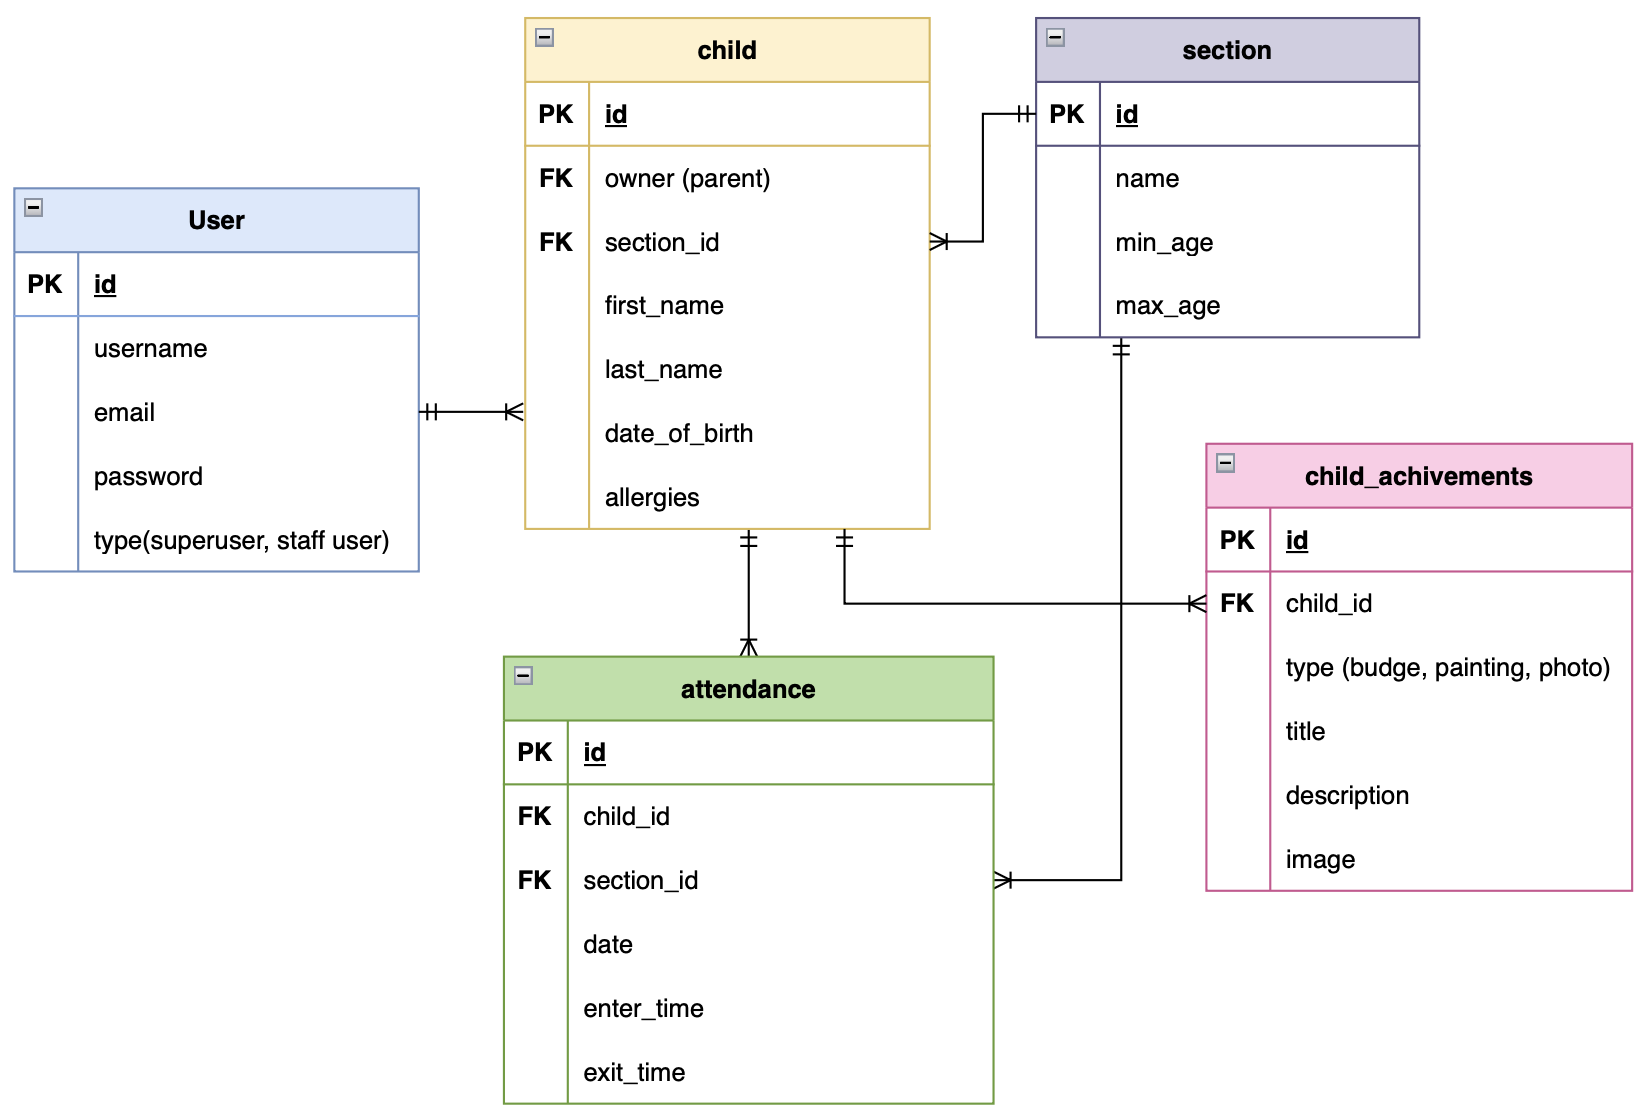 User
PK id
username
email
password
type(superuser, staff user)
child
PK id
FK owner (parent)
FK section_id
first_name
last_name
date_of_birth
allergies
section
PK id
name
min_age
max_age
child_achivements
PK id
FK child_id
type (budge, painting, photo)
title
description
image
attendance
PK id
FK child_id
FK section_id
date
enter_time
exit_time